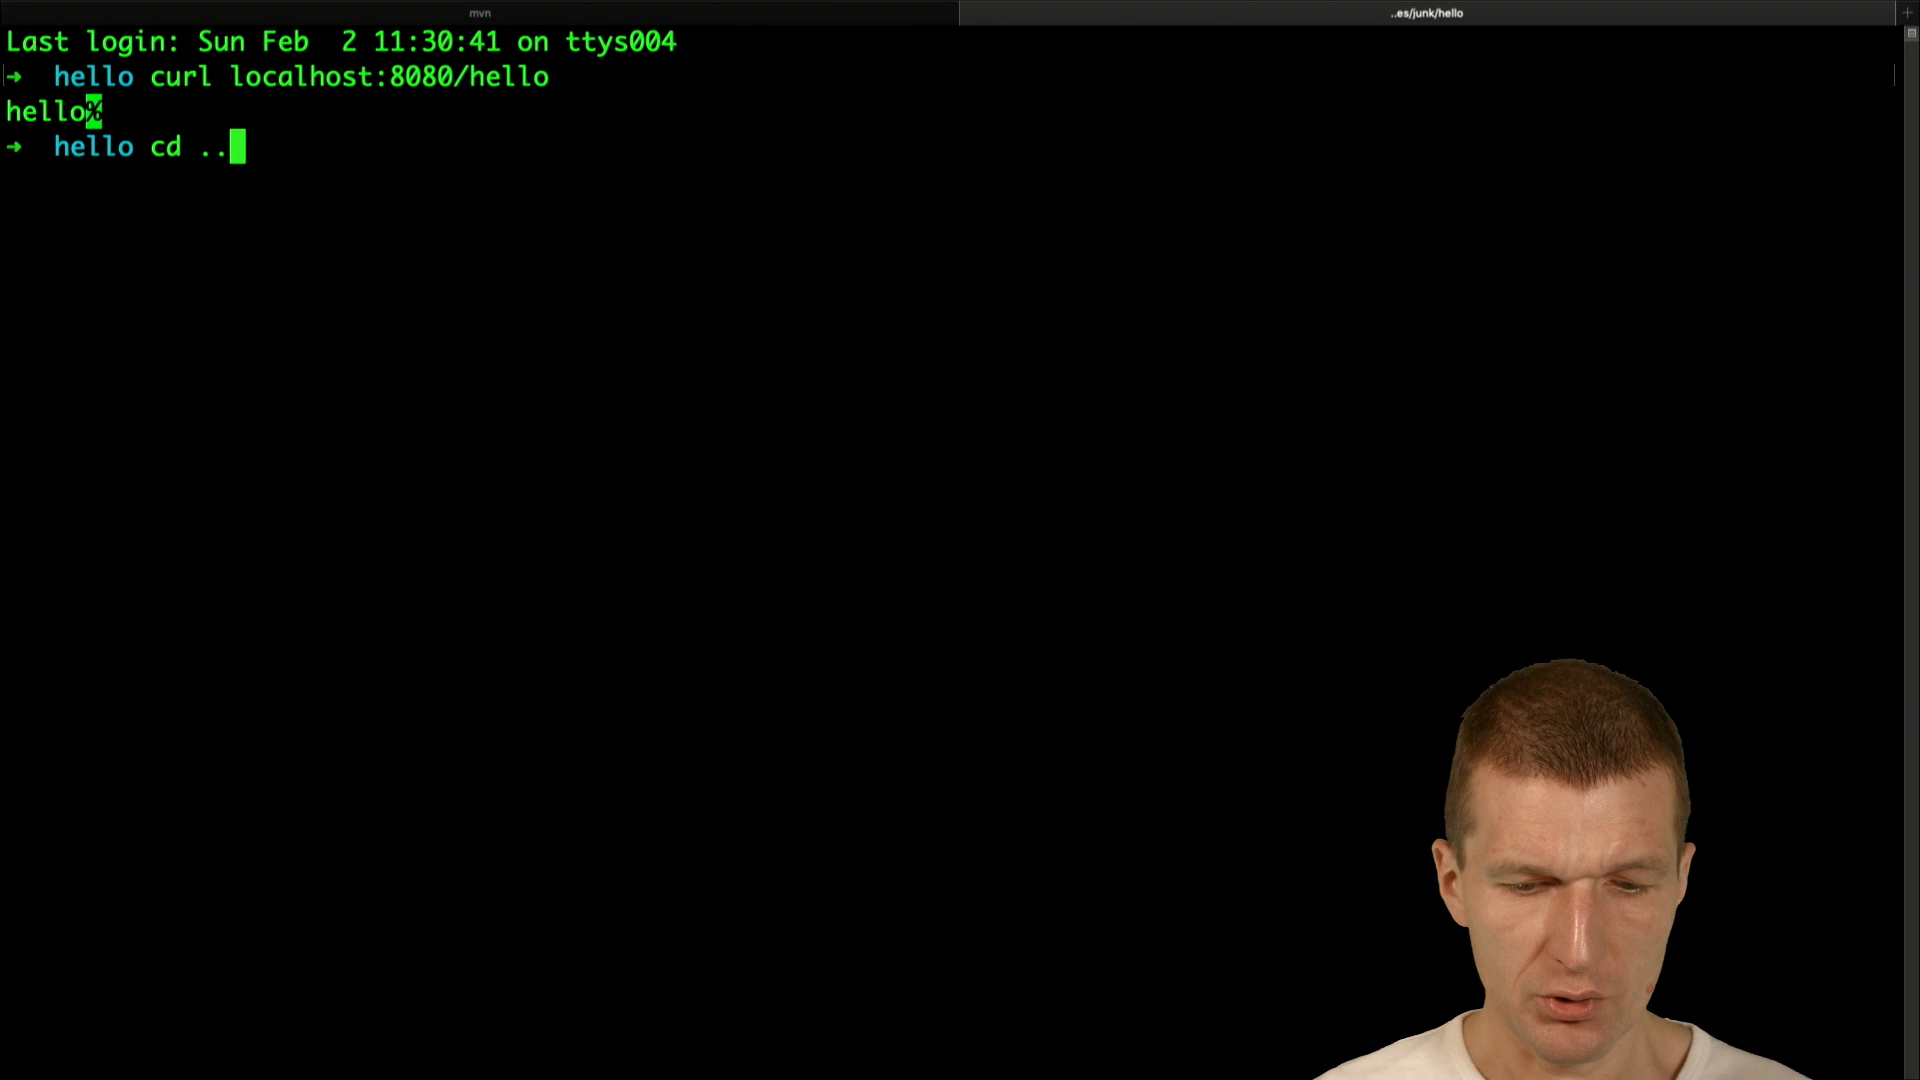 mvn
..es/junk/hello
Last login: Sun Feb  2 11:30:41 on ttys004
➜  hello curl localhost:8080/hello
hello%
➜  hello cd ..